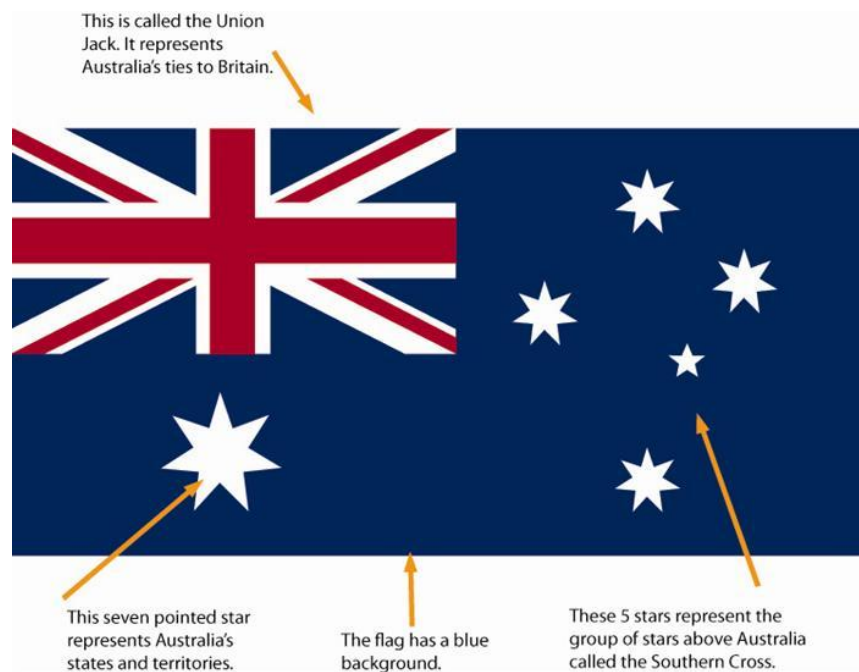 This is called the Union
Jack. It represents
Australia's ties to Britain.
This seven pointed star
represents Australia's
states and territories.
The flag has a blue
background.
These 5 stars represent the
group of stars above Australia
called the Southern Cross.